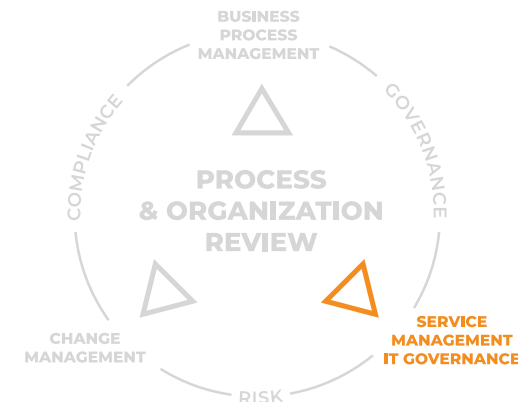 BUSINESS
PROCESS
MANAGEMENT
COMPLIANCE
GOVERNANCE
PROCESS
& ORGANIZATION
REVIEW
SERVICE
MANAGEMENT
IT GOVERNANCE
CHANGE
MANAGEMENT
RISK